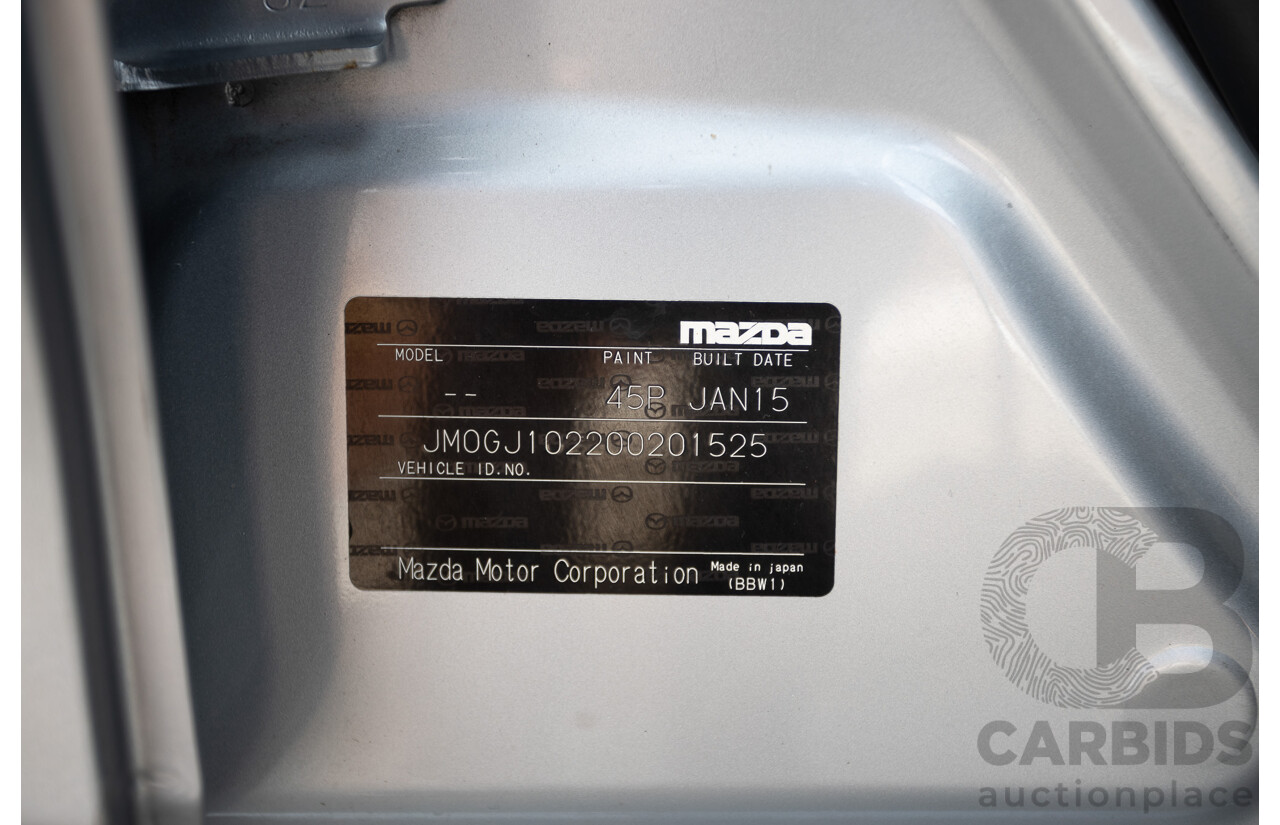 mazda
MODEL PAINT BUILT DATE
-- 45P JAN15
JM0GJ102200201525
VEHICLE ID.NO.
Mazda Motor Corporation Made in japan
(BBW1)
CB
CARBIDS
auctionplace